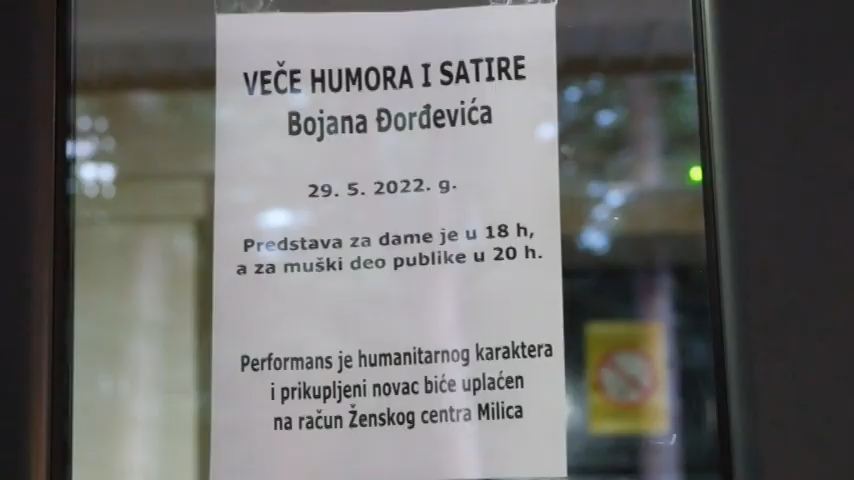 VEČE HUMORA I SATIRE
Bojana Đorđevića
29. 5. 2022. g.
Predstava za dame je u 18 h,
a za muški deo publike u 20 h.
Performans je humanitarnog karaktera
i prikupljeni novac biće uplaćen
na račun Ženskog centra Milica